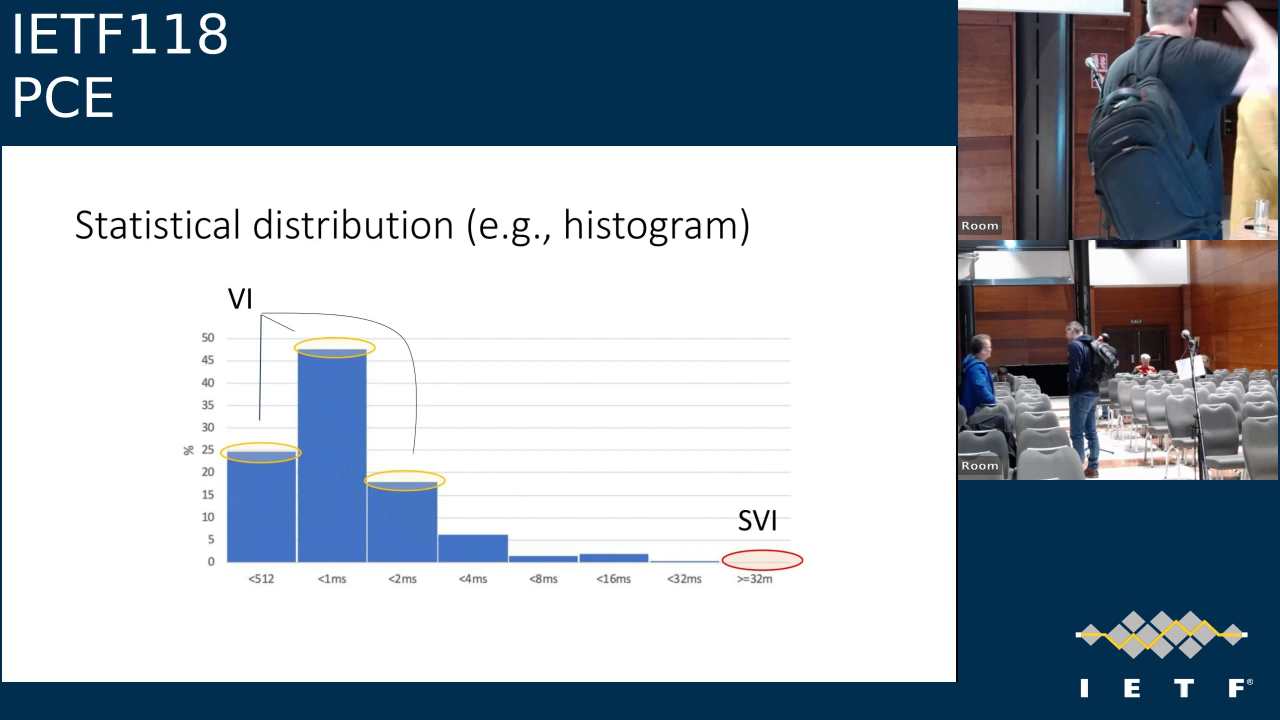 IETF118
PCE
Statistical distribution (e.g., histogram)
VI
50
45
40
35
30
25
20
15
10
5
0
%
SVI
<512
<1ms
<2ms
<4ms
<8ms
<16ms
<32ms
>=32m
Room
Room
I E T F®